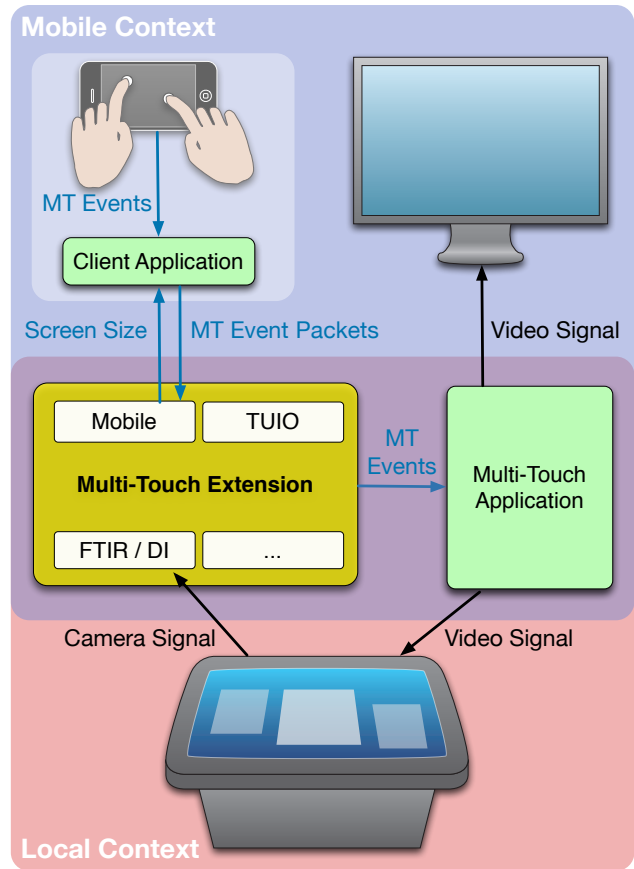 Mobile Context
MT Events
Client Application
Screen Size
MT Event Packets
Video Signal
Mobile
TUIO
MT
Events
Multi-Touch Extension
Multi-Touch
Application
FTIR / DI
...
Camera Signal
Video Signal
Local Context